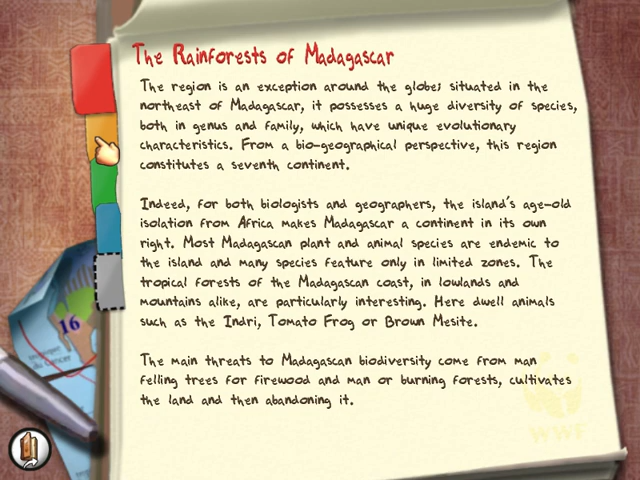 The Rainforests of Madagascar
The region is an exception around the globe; situated in the
northeast of Madagascar, it possesses a huge diversity of species,
both in genus and family, which have unique evolutionary
characteristics. From a bio-geographical perspective, this region
constitutes a seventh continent.
Indeed, for both biologists and geographers, the island's age-old
isolation from Africa makes Madagascar a continent in its own
right. Most Madagascan plant and animal species are endemic to
the island and many species feature only in limited zones. The
tropical forests of the Madagascar coast, in lowlands and
mountains alike, are particularly interesting. Here dwell animals
such as the Indri, Tomato Frog or Brown Mesite.
The main threats to Madagascan biodiversity come from man
felling trees for firewood and man or burning forests, cultivates
the land and then abandoning it.
16
WWF